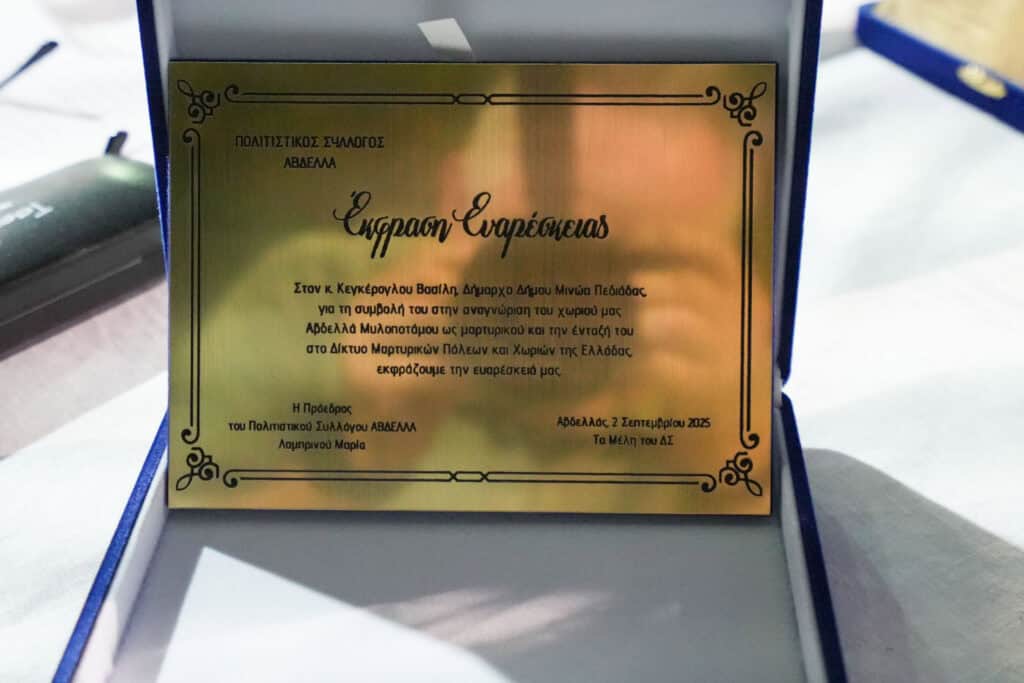 ΠΟΛΙΤΙΣΤΙΚΟΣ ΣΥΛΛΟΓΟΣ
ΑΒΔΕΛΛΑ
Έκφραση Ευαρέσκειας
Στον κ. Κεγκέρογλου Βασίλη, Δήμαρχο Δήμου Μινώα Πεδιάδας,
για τη συμβολή του στην αναγνώριση του χωριού μας
Αβδελλά Μυλοποτάμου ως μαρτυρικού και την ένταξή του
στο Δίκτυο Μαρτυρικών Πόλεων και Χωριών της Ελλάδας,
εκφράζουμε την ευαρέσκειά μας.
Η Πρόεδρος
του Πολιτιστικού Συλλόγου ΑΒΔΕΛΛΑ
Λαμπρινού Μαρία
Αβδελλάς, 2 Σεπτεμβρίου 2025
Τα Μέλη του ΔΣ